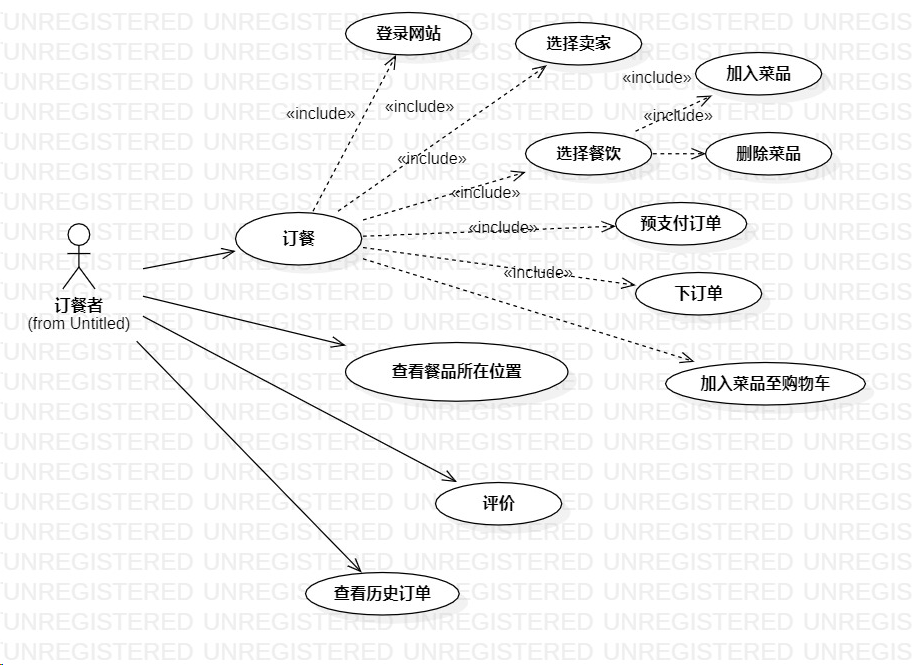 登录网站
选择卖家
«include»
加入菜品
«include»
«include»
«include»
选择餐饮
删除菜品
«include»
«include»
预支付订单
«include»
订餐
«include»
下订单
订餐者
(from Untitled)
查看餐品所在位置
加入菜品至购物车
评价
查看历史订单
UNREGISTERED